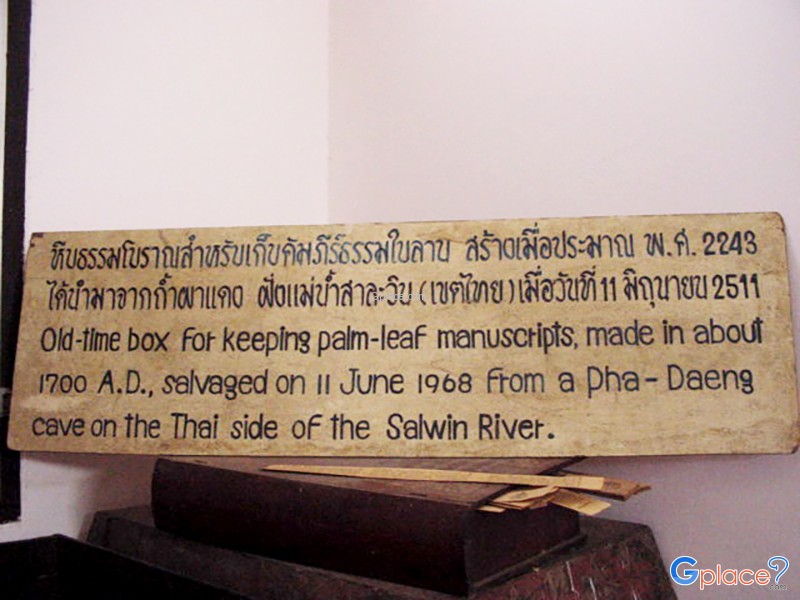 หีบธรรมโบราณสำหรับเก็บคัมภีร์ธรรมใบลาน สร้างเมื่อประมาณ พ.ศ. 2243
ได้นำมาจากถ้ำผาแดง ฝั่งแม่น้ำสาละวิน (เขตไทย) เมื่อวันที่ 11 มิถุนายน 2511
Old-time box for keeping palm-leaf manuscripts, made in about
1700 A.D., salvaged on 11 June 1968 from a Pha-Daeng
cave on the Thai side of the Salwin River.
Gplace
.com